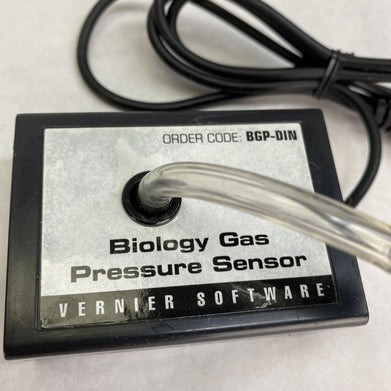 ORDER CODE: BGP-DIN
Biology Gas
Pressure Sensor
VERNIER SOFTWARE